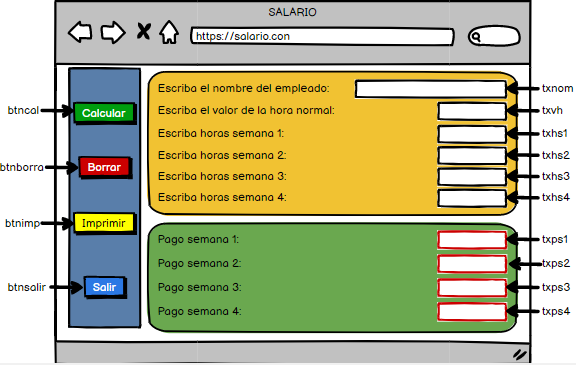 SALARIO
https://salario.con
Escriba el nombre del empleado: txnom
btncal Calcular Escriba el valor de la hora normal: txvh
Escriba horas semana 1: txhs1
Escriba horas semana 2: txhs2
btnborra Borrar Escriba horas semana 3: txhs3
Escriba horas semana 4: txhs4
btnimp Imprimir
Pago semana 1: txps1
Pago semana 2: txps2
btnsalir Salir Pago semana 3: txps3
Pago semana 4: txps4